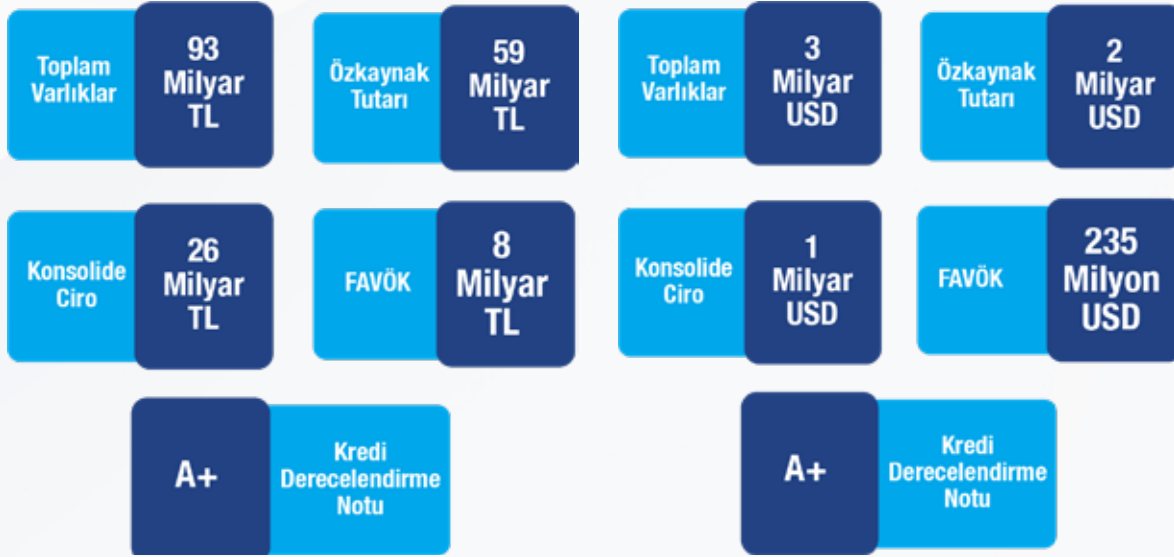 Toplam
Varlıklar
93
Milyar
TL
Özkaynak
Tutarı
59
Milyar
TL
Toplam
Varlıklar
3
Milyar
USD
Özkaynak
Tutarı
2
Milyar
USD
Konsolide
Ciro
26
Milyar
TL
FAVÖK
8
Milyar
TL
Konsolide
Ciro
1
Milyar
USD
FAVÖK
235
Milyon
USD
A+
Kredi
Derecelendirme
Notu
A+
Kredi
Derecelendirme
Notu